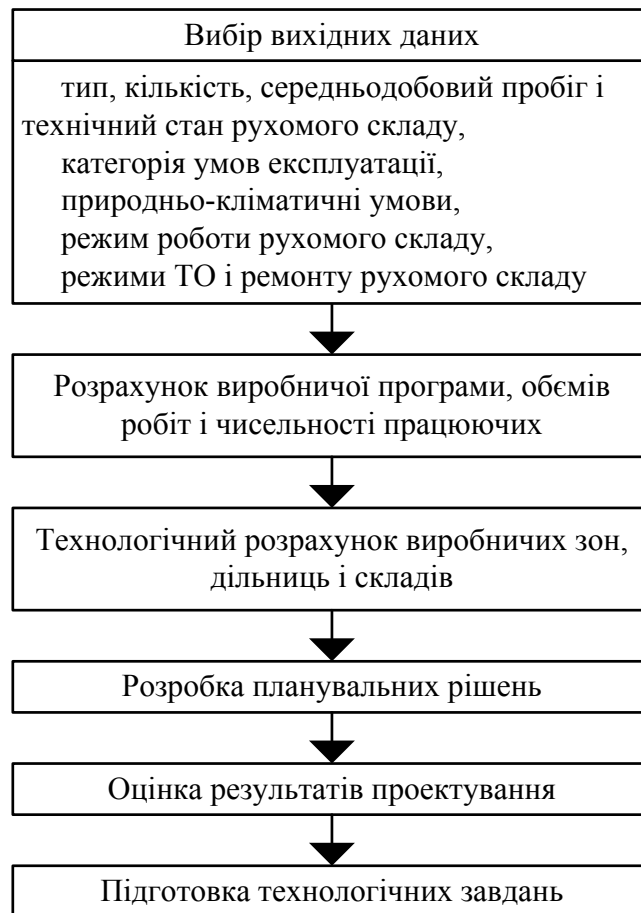 Вибір вихідних даних
тип, кількість, середньодобовий пробіг і
технічний стан рухомого складу,
категорія умов експлуатації,
природньо-кліматичні умови,
режим роботи рухомого складу,
режими ТО і ремонту рухомого складу
Розрахунок виробничої програми, обємів
робіт і чисельності працюючих
Технологічний розрахунок виробничих зон,
дільниць і складів
Розробка планувальних рішень
Оцінка результатів проектування
Підготовка технологічних завдань